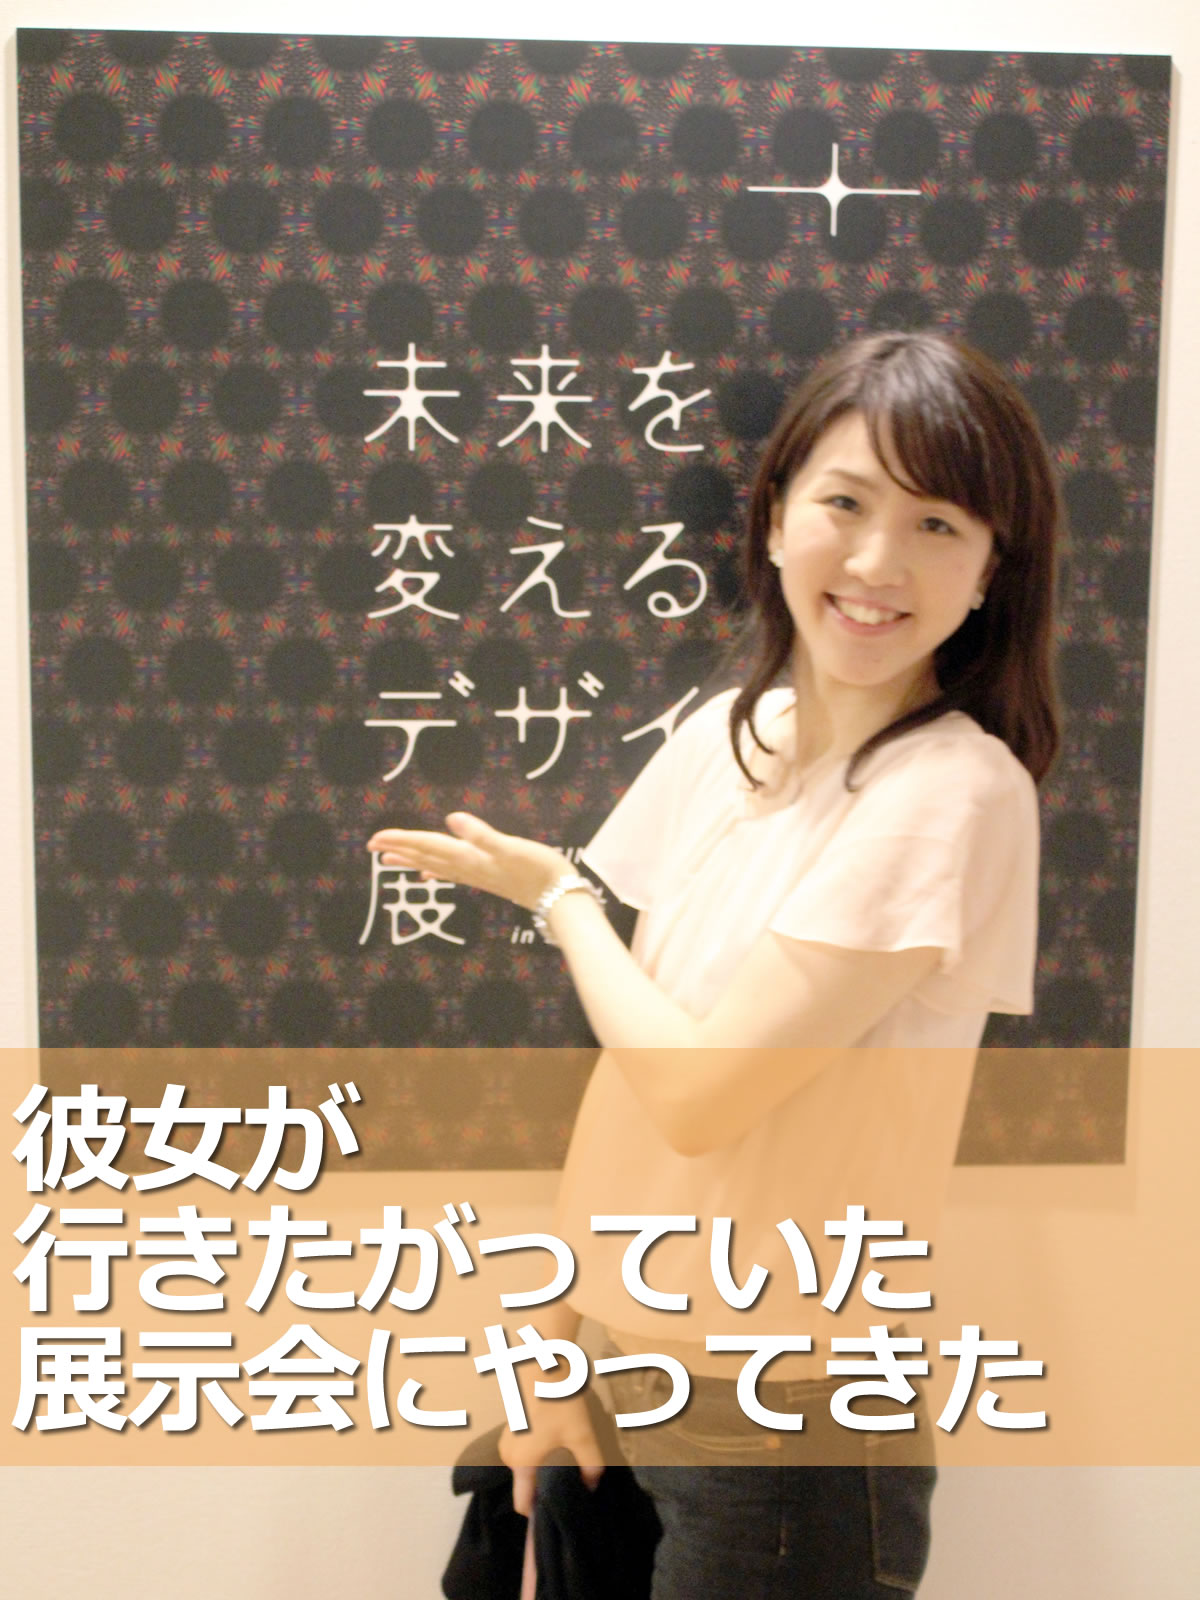 未来を
変える
デザイ
展
in
彼女が
行きたがっていた
展示会にやってきた